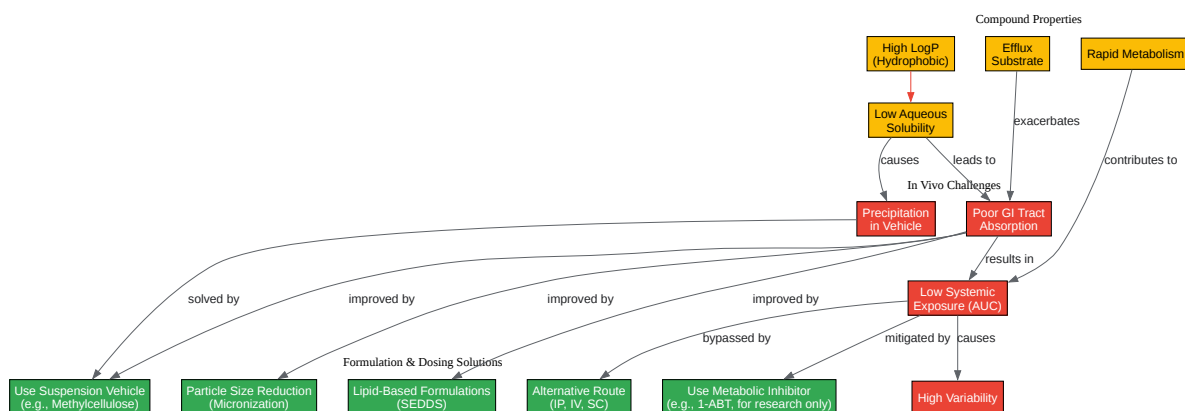 Compound Properties
High LogP
(Hydrophobic)
Efflux
Substrate
Rapid Metabolism
Low Aqueous
Solubility
exacerbates
causes
leads to
contributes to
In Vivo Challenges
Precipitation
in Vehicle
Poor GI Tract
Absorption
results in
solved by
improved by
improved by
improved by
Low Systemic
Exposure (AUC)
bypassed by
mitigated by
causes
Formulation & Dosing Solutions
Use Suspension Vehicle
(e.g., Methylcellulose)
Particle Size Reduction
(Micronization)
Lipid-Based Formulations
(SEDDS)
Alternative Route
(IP, IV, SC)
Use Metabolic Inhibitor
(e.g., 1-ABT, for research only)
High Variability